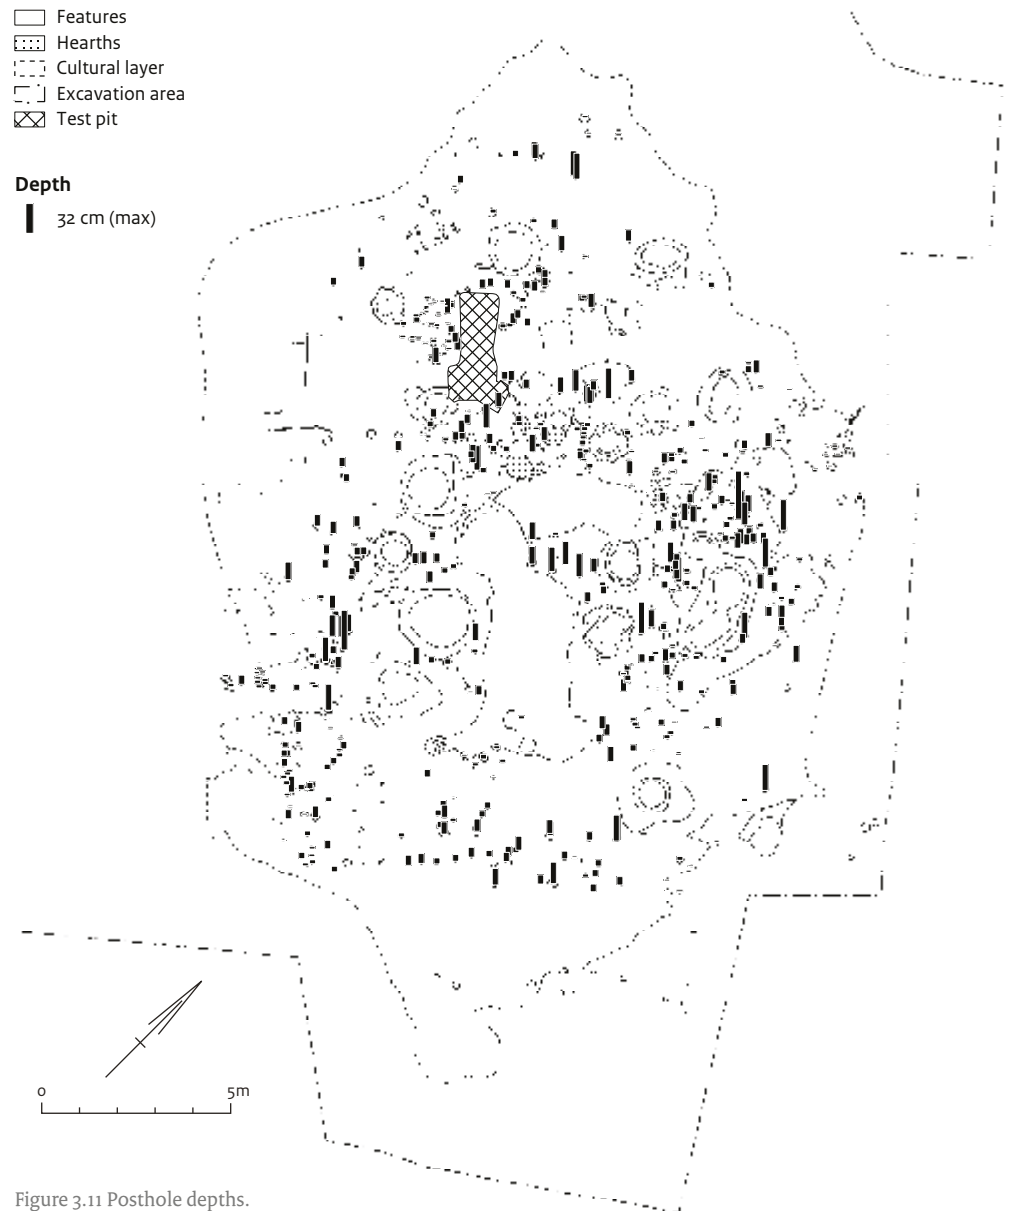 Features
Hearths
Cultural layer
Excavation area
Test pit
Depth
32 cm (max)
0 5m
Figure 3.11 Posthole depths.